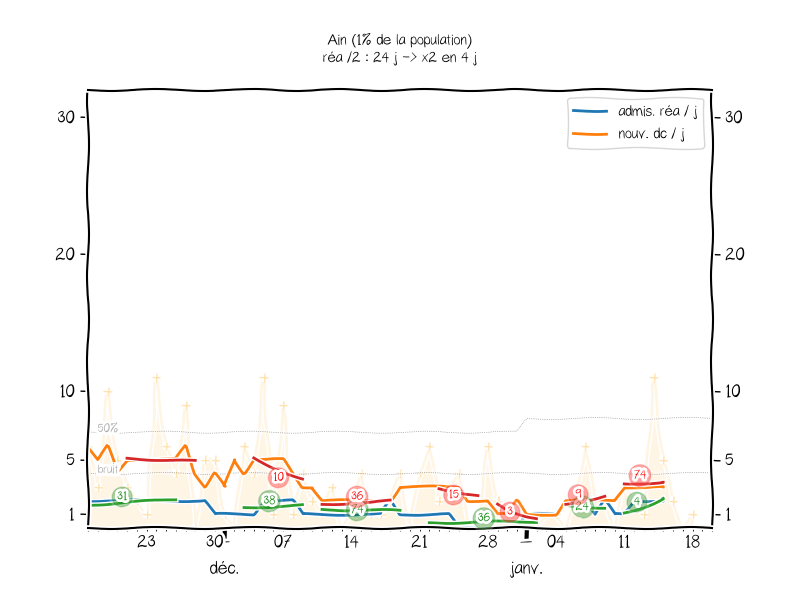 Ain (1% de la population)
réa /2 : 24 j -> x2 en 4 j
admis. réa / j
nouv. dc / j
30 30
20 20
10 10
50%
5 5
bruit
1 1
31 38 10 36 74 15 36 3 9 24 74 4
23 30 07 14 21 28 04 11 18
déc. janv.